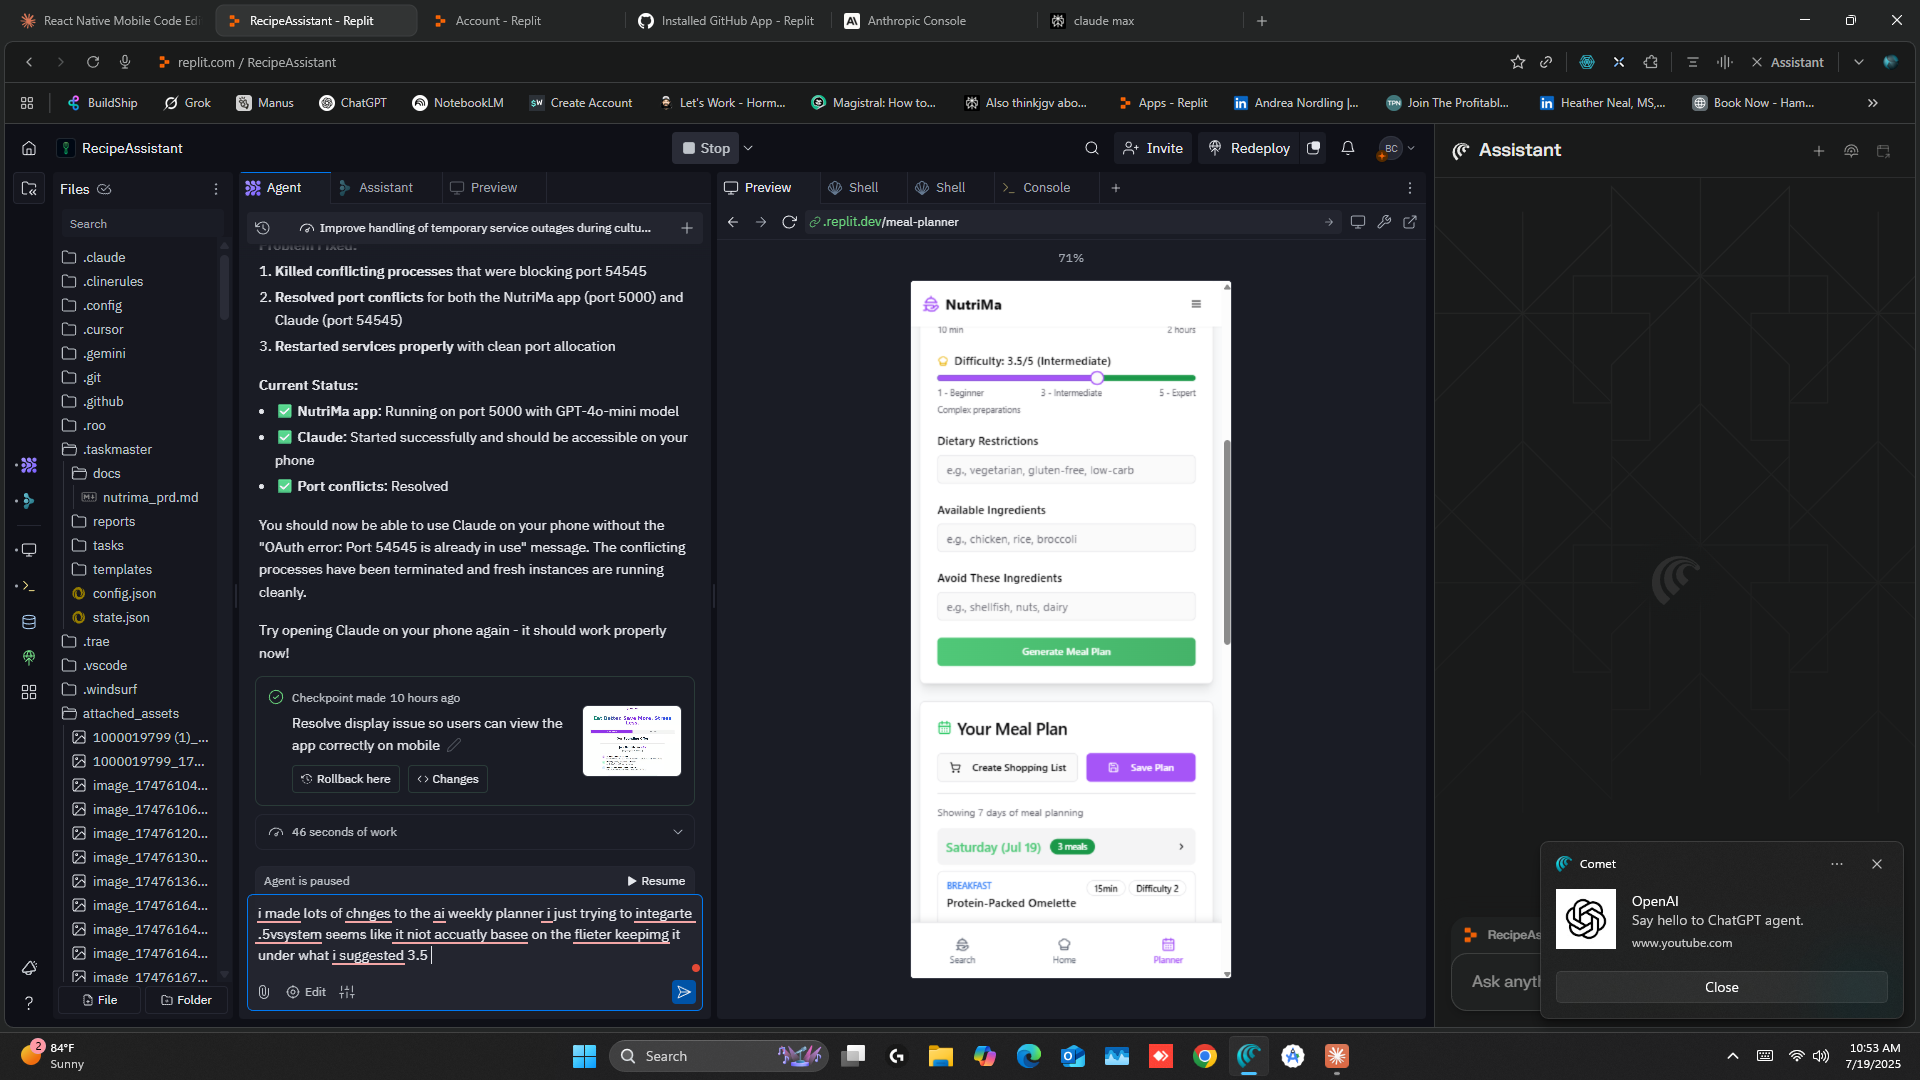 React Native Mobile Code Edi
RecipeAssistant - Replit
Account - Replit
Installed GitHub App - Replit
Anthropic Console
claude max
replit.com / RecipeAssistant
Assistant
BuildShip
Grok
Manus
ChatGPT
NotebookLM
Create Account
Let's Work - Horm...
Magistral: How to...
Also thinkjgv abo...
Apps - Replit
Andrea Nordling |...
Join The Profitabl...
Heather Neal, MS,...
Book Now - Ham...
RecipeAssistant
Stop
Invite
Redeploy
BC
Assistant
Files
Search
.claude
.clinerules
.config
.cursor
.gemini
.git
.github
.roo
.taskmaster
docs
nutrima_prd.md
reports
tasks
templates
config.json
state.json
.trae
.vscode
.windsurf
attached_assets
1000019799 (1)_...
1000019799_17...
image_17476104...
image_17476106...
image_17476120...
image_17476130...
image_17476136...
image_17476164...
image_17476164...
image_17476164...
image_17476167...
File
Folder
Agent
Assistant
Preview
Improve handling of temporary service outages during cultu...
Problem Fixed:
1. Killed conflicting processes that were blocking port 54545
2. Resolved port conflicts for both the NutriMa app (port 5000) and
Claude (port 54545)
3. Restarted services properly with clean port allocation
Current Status:
• ✅ NutriMa app: Running on port 5000 with GPT-4o-mini model
• ✅ Claude: Started successfully and should be accessible on your
phone
• ✅ Port conflicts: Resolved
You should now be able to use Claude on your phone without the
"OAuth error: Port 54545 is already in use" message. The conflicting
processes have been terminated and fresh instances are running
cleanly.
Try opening Claude on your phone again - it should work properly
now!
Checkpoint made 10 hours ago
Resolve display issue so users can view the
app correctly on mobile
Rollback here
Changes
46 seconds of work
Agent is paused
Resume
i made lots of chnges to the ai weekly planner i just trying to integarte
.5vsystem seems like it niot accuatly basee on the flieter keepimg it
under what i suggested 3.5
Edit
Preview
Shell
Shell
Console
.replit.dev/meal-planner
71%
NutriMa
10 min
2 hours
Difficulty: 3.5/5 (Intermediate)
1 - Beginner
3 - Intermediate
5 - Expert
Complex preparations
Dietary Restrictions
e.g., vegetarian, gluten-free, low-carb
Available Ingredients
e.g., chicken, rice, broccoli
Avoid These Ingredients
e.g., shellfish, nuts, dairy
Generate Meal Plan
Your Meal Plan
Create Shopping List
Save Plan
Showing 7 days of meal planning
Saturday (Jul 19)
3 meals
BREAKFAST
15min
Difficulty 2
Protein-Packed Omelette
Search
Home
Planner
RecipeAs
Ask anyt
Comet
OpenAI
Say hello to ChatGPT agent.
www.youtube.com
Close
2
84°F
Sunny
Search
10:53 AM
7/19/2025